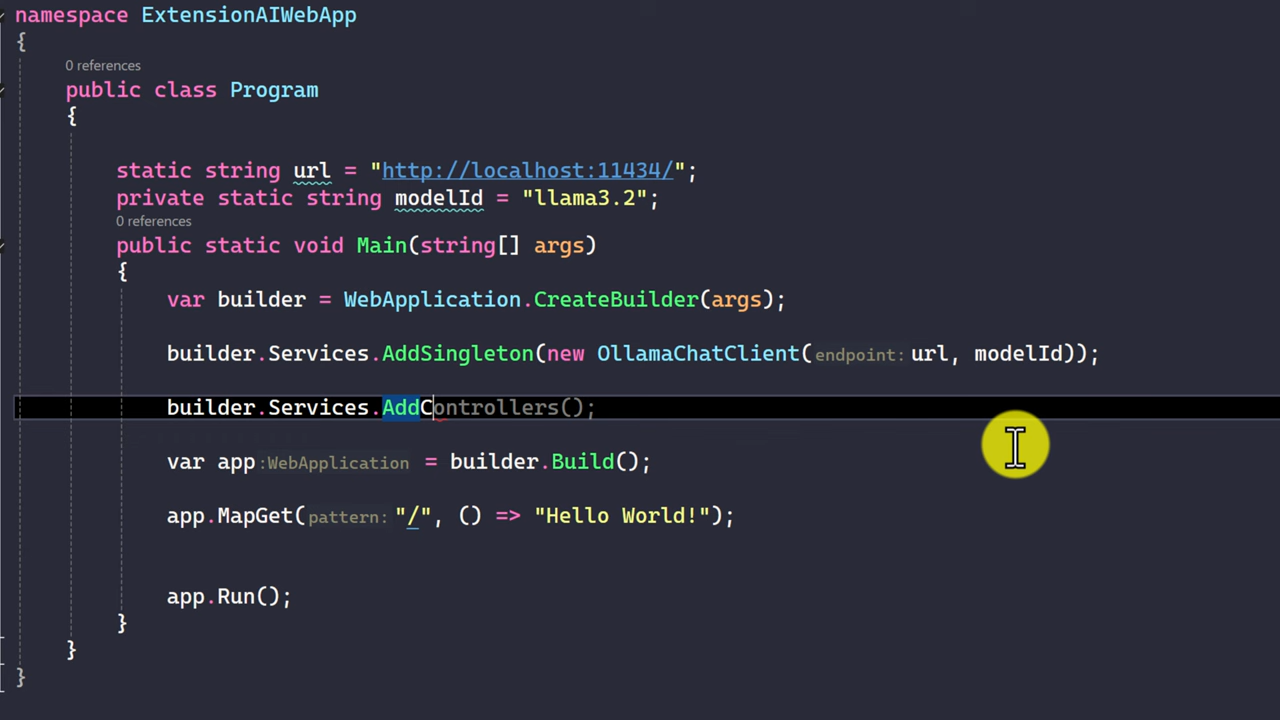 namespace ExtensionAIWebApp
{
0 references
public class Program
{
static string url = "http://localhost:11434/";
private static string modelId = "llama3.2";
0 references
public static void Main(string[] args)
{
var builder = WebApplication.CreateBuilder(args);
builder.Services.AddSingleton(new OllamaChatClient(endpoint: url, modelId));
builder.Services.AddControllers();
var app :WebApplication = builder.Build();
app.MapGet(pattern: "/", () => "Hello World!");
app.Run();
}
}
}